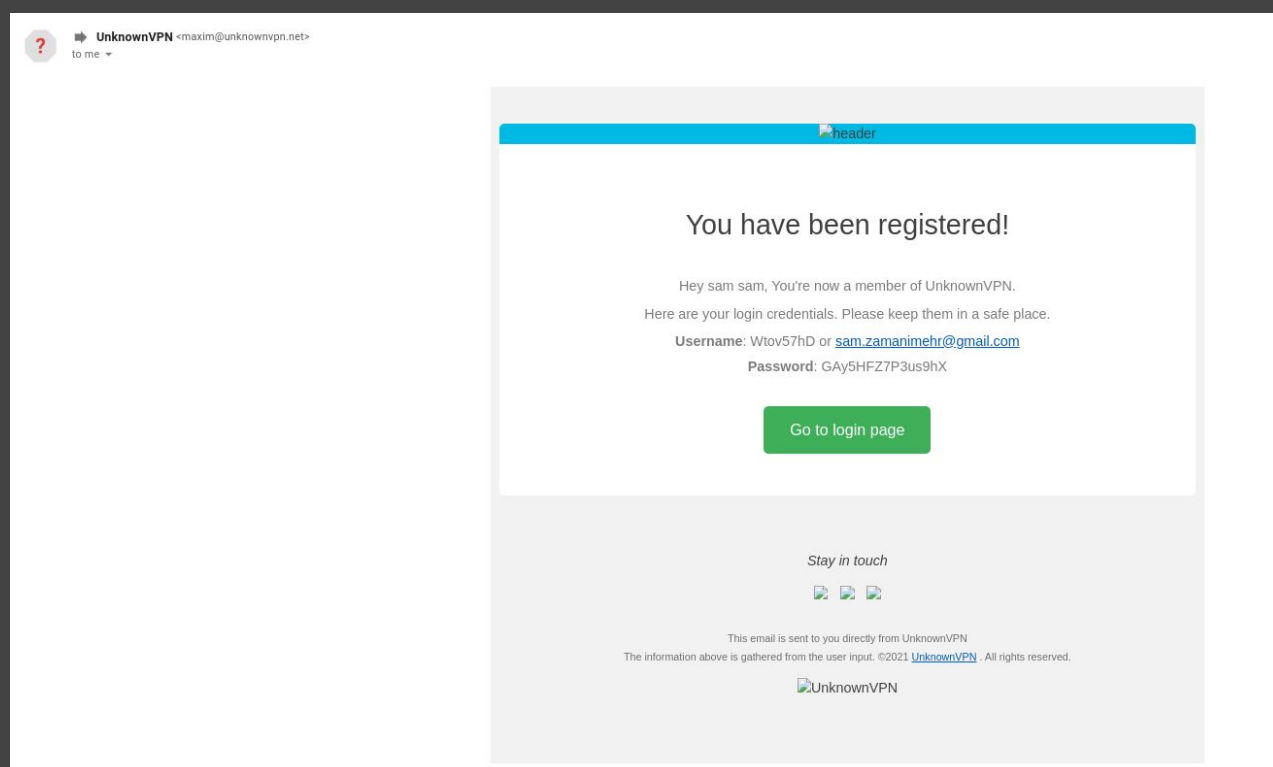 ?
UnknownVPN <maxim@unknownvpn.net>
to me
header
You have been registered!
Hey sam sam, You're now a member of UnknownVPN.
Here are your login credentials. Please keep them in a safe place.
Username: Wtov57hD or sam.zamanimehr@gmail.com
Password: GAy5HFZ7P3us9hX
Go to login page
Stay in touch
This email is sent to you directly from UnknownVPN
The information above is gathered from the user input. ©2021 UnknownVPN . All rights reserved.
UnknownVPN